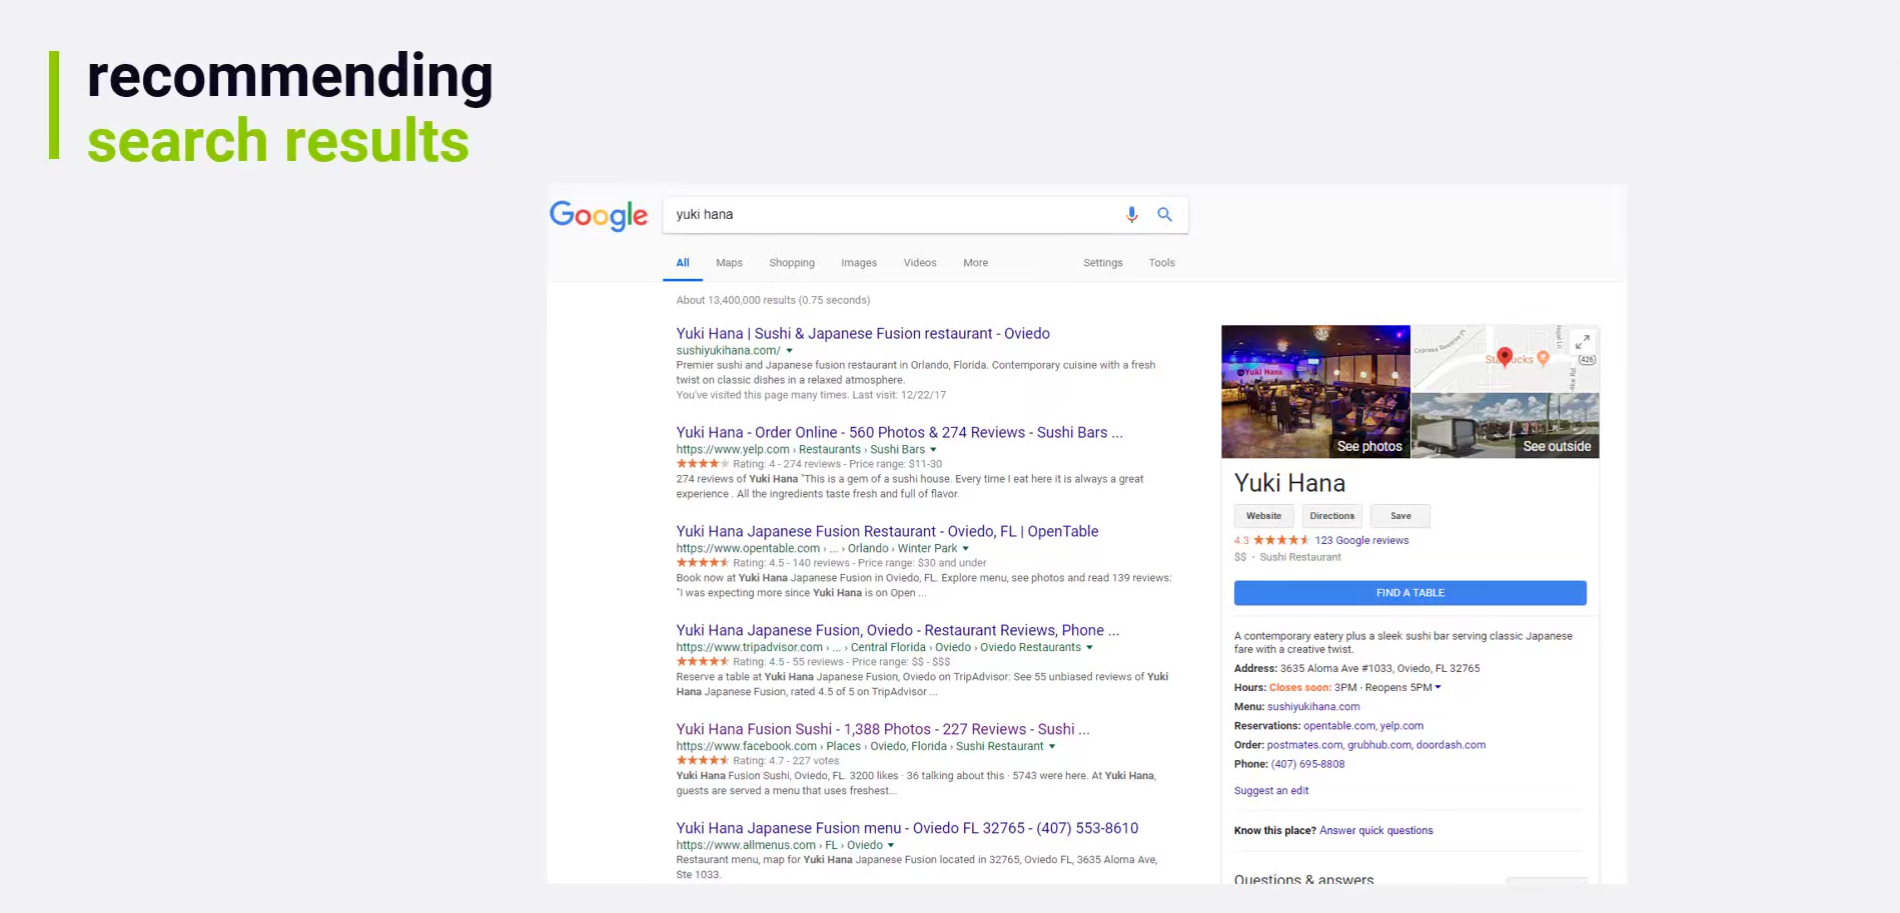 recommending
search results
Google
yuki hana
All Maps Shopping Images Videos More Settings Tools
About 13,400,000 results (0.75 seconds)
Yuki Hana | Sushi & Japanese Fusion restaurant - Oviedo
sushiyukihana.com/
Premier sushi and Japanese fusion restaurant in Orlando, Florida. Contemporary cuisine with a fresh
twist on classic dishes in a relaxed atmosphere.
You've visited this page many times. Last visit: 12/22/17
Yuki Hana - Order Online - 560 Photos & 274 Reviews - Sushi Bars ...
https://www.yelp.com › Restaurants › Sushi Bars
Rating: 4 - 274 reviews - Price range: $11-30
274 reviews of Yuki Hana "This is a gem of a sushi house. Every time I eat here it is always a great
experience . All the ingredients taste fresh and full of flavor.
Yuki Hana Japanese Fusion Restaurant - Oviedo, FL | OpenTable
https://www.opentable.com › ... › Orlando › Winter Park
Rating: 4.5 - 140 reviews - Price range: $30 and under
Book now at Yuki Hana Japanese Fusion in Oviedo, FL. Explore menu, see photos and read 139 reviews:
"I was expecting more since Yuki Hana is on Open ...
Yuki Hana Japanese Fusion, Oviedo - Restaurant Reviews, Phone ...
https://www.tripadvisor.com › ... › Central Florida › Oviedo › Oviedo Restaurants
Rating: 4.5 - 55 reviews - Price range: $$ - $$$
Reserve a table at Yuki Hana Japanese Fusion, Oviedo on TripAdvisor: See 55 unbiased reviews of Yuki
Hana Japanese Fusion, rated 4.5 of 5 on TripAdvisor ...
Yuki Hana Fusion Sushi - 1,388 Photos - 227 Reviews - Sushi ...
https://www.facebook.com › Places › Oviedo, Florida › Sushi Restaurant
Rating: 4.7 - 227 votes
Yuki Hana Fusion Sushi, Oviedo, FL. 3200 likes · 36 talking about this · 5743 were here. At Yuki Hana,
guests are served a menu that uses freshest...
Yuki Hana Japanese Fusion menu - Oviedo FL 32765 - (407) 553-8610
https://www.allmenus.com › FL › Oviedo
Restaurant menu, map for Yuki Hana Japanese Fusion located in 32765, Oviedo FL, 3635 Aloma Ave,
Ste 1033.
Yuki Hana
Cypress Reserve
426
See photos
See outside
Yuki Hana
Website Directions Save
4.3 123 Google reviews
$$ · Sushi Restaurant
FIND A TABLE
A contemporary eatery plus a sleek sushi bar serving classic Japanese
fare with a creative twist.
Address: 3635 Aloma Ave #1033, Oviedo, FL 32765
Hours: Closes soon: 3PM · Reopens 5PM
Menu: sushiyukihana.com
Reservations: opentable.com, yelp.com
Order: postmates.com, grubhub.com, doordash.com
Phone: (407) 695-8808
Suggest an edit
Know this place? Answer quick questions
Questions & answers